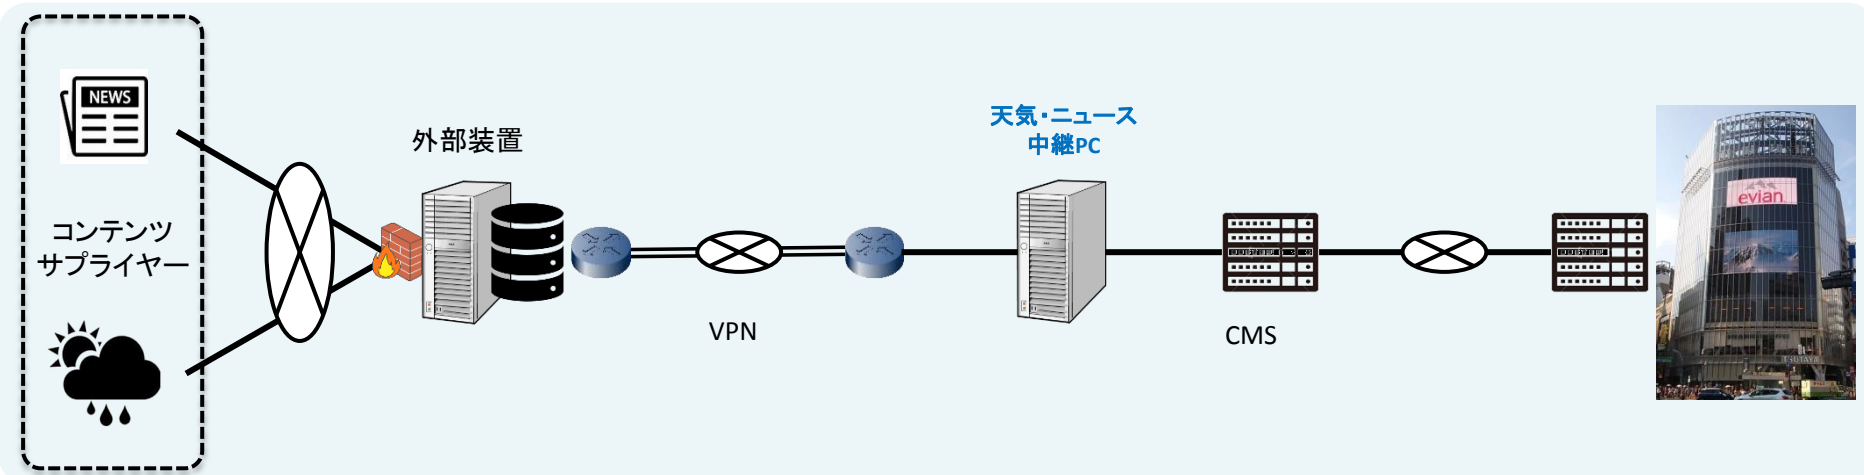 NEWS
コンテンツ
サプライヤー
外部装置
VPN
天気・ニュース
中継PC
CMS
evian
TSUTAYA